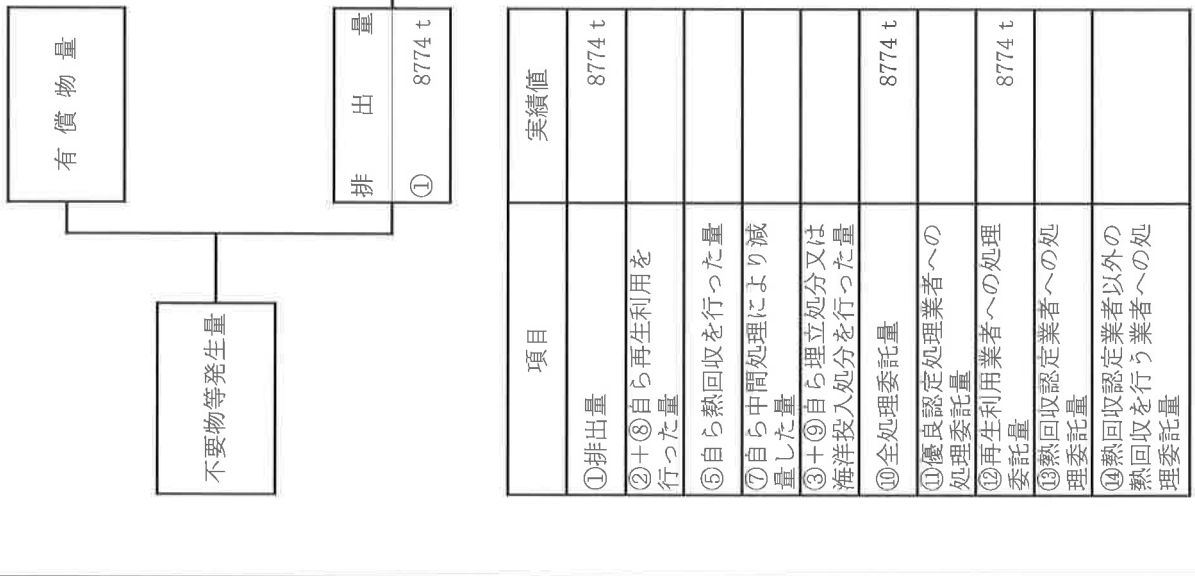 有償物量
不要物等発生量
排出量
① 8774 t
項目 実績値
①排出量 8774 t
②+⑧自ら再生利用を
行った量
⑤自ら熱回収を行った量
⑦自ら中間処理により減
量した量
③+⑨自ら埋立処分又は
海洋投入処分を行った量
⑩全処理委託量 8774 t
⑪優良認定処理業者への
処理委託量
⑫再生利用業者への処理
委託量 8774 t
⑬熱回収認定業者への処
理委託量
⑭熱回収認定業者以外の
熱回収を行う業者への処
理委託量